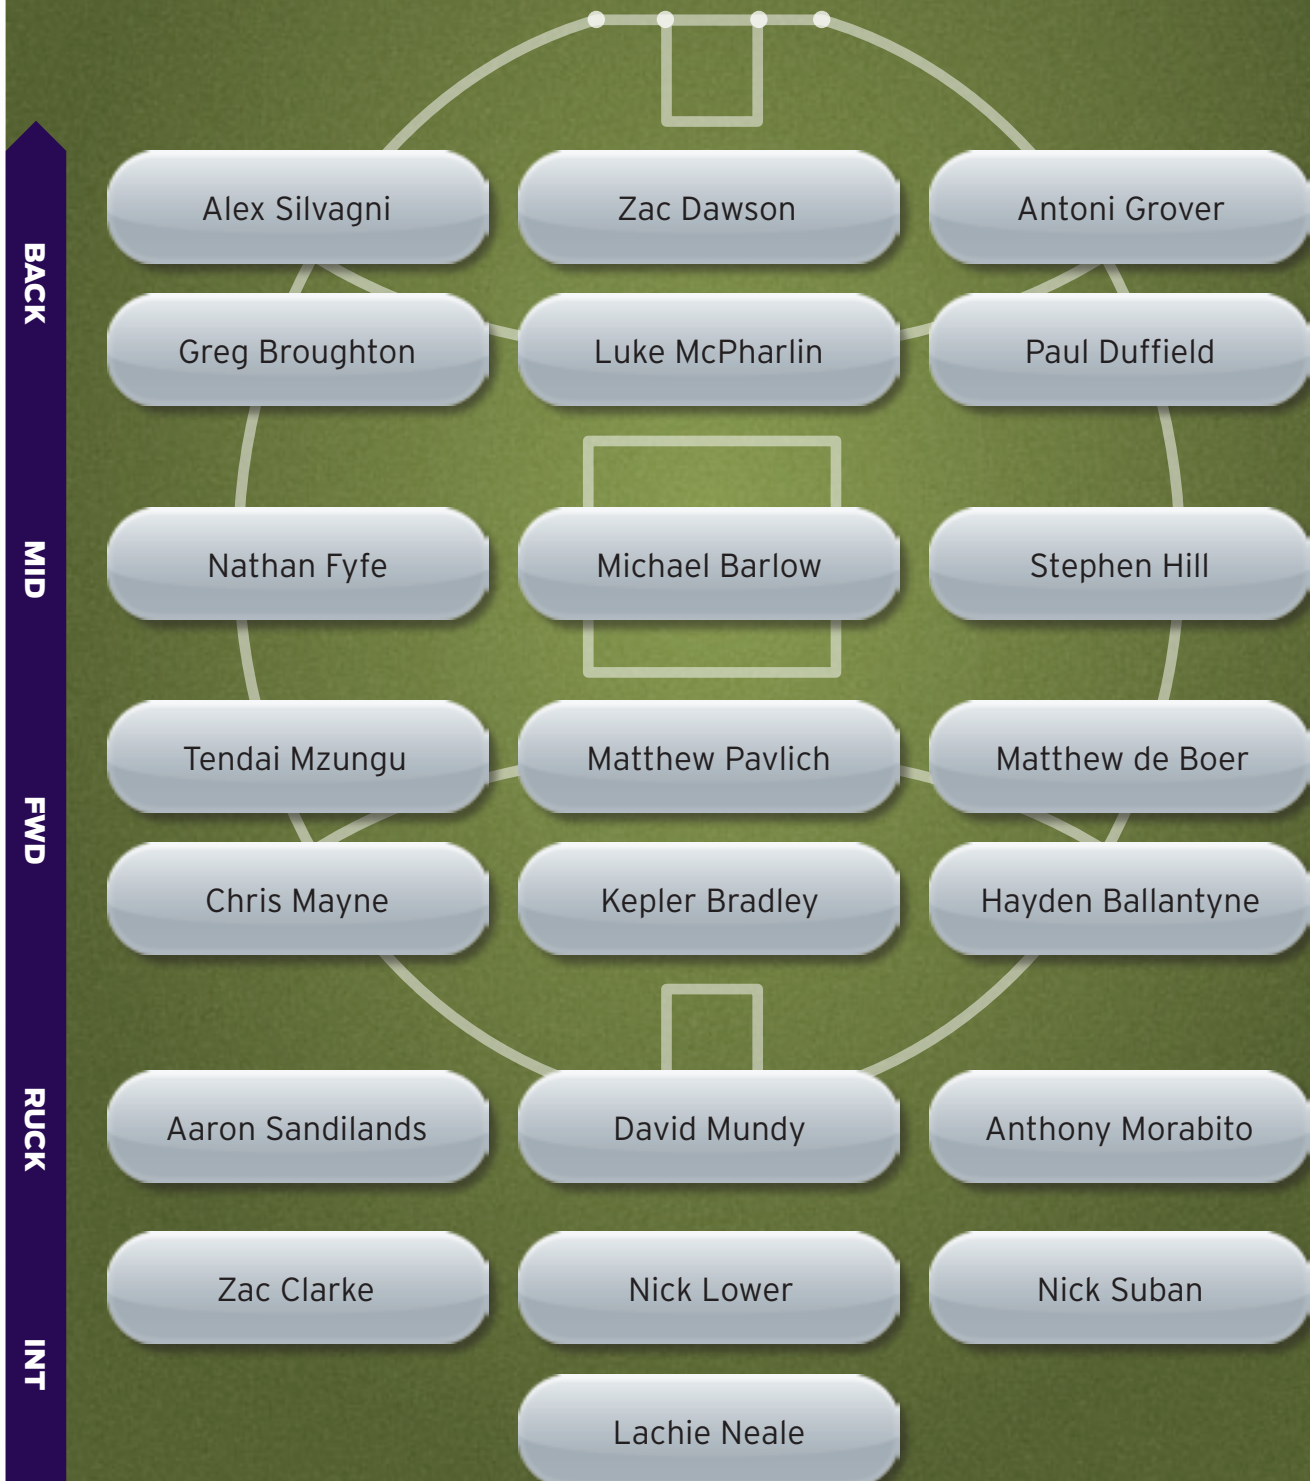 BACK
Alex Silvagni Zac Dawson Antoni Grover
Greg Broughton Luke McPharlin Paul Duffield
MID
Nathan Fyfe Michael Barlow Stephen Hill
FWD
Tendai Mzungu Matthew Pavlich Matthew de Boer
Chris Mayne Kepler Bradley Hayden Ballantyne
RUCK
Aaron Sandilands David Mundy Anthony Morabito
INT
Zac Clarke Nick Lower Nick Suban
Lachie Neale